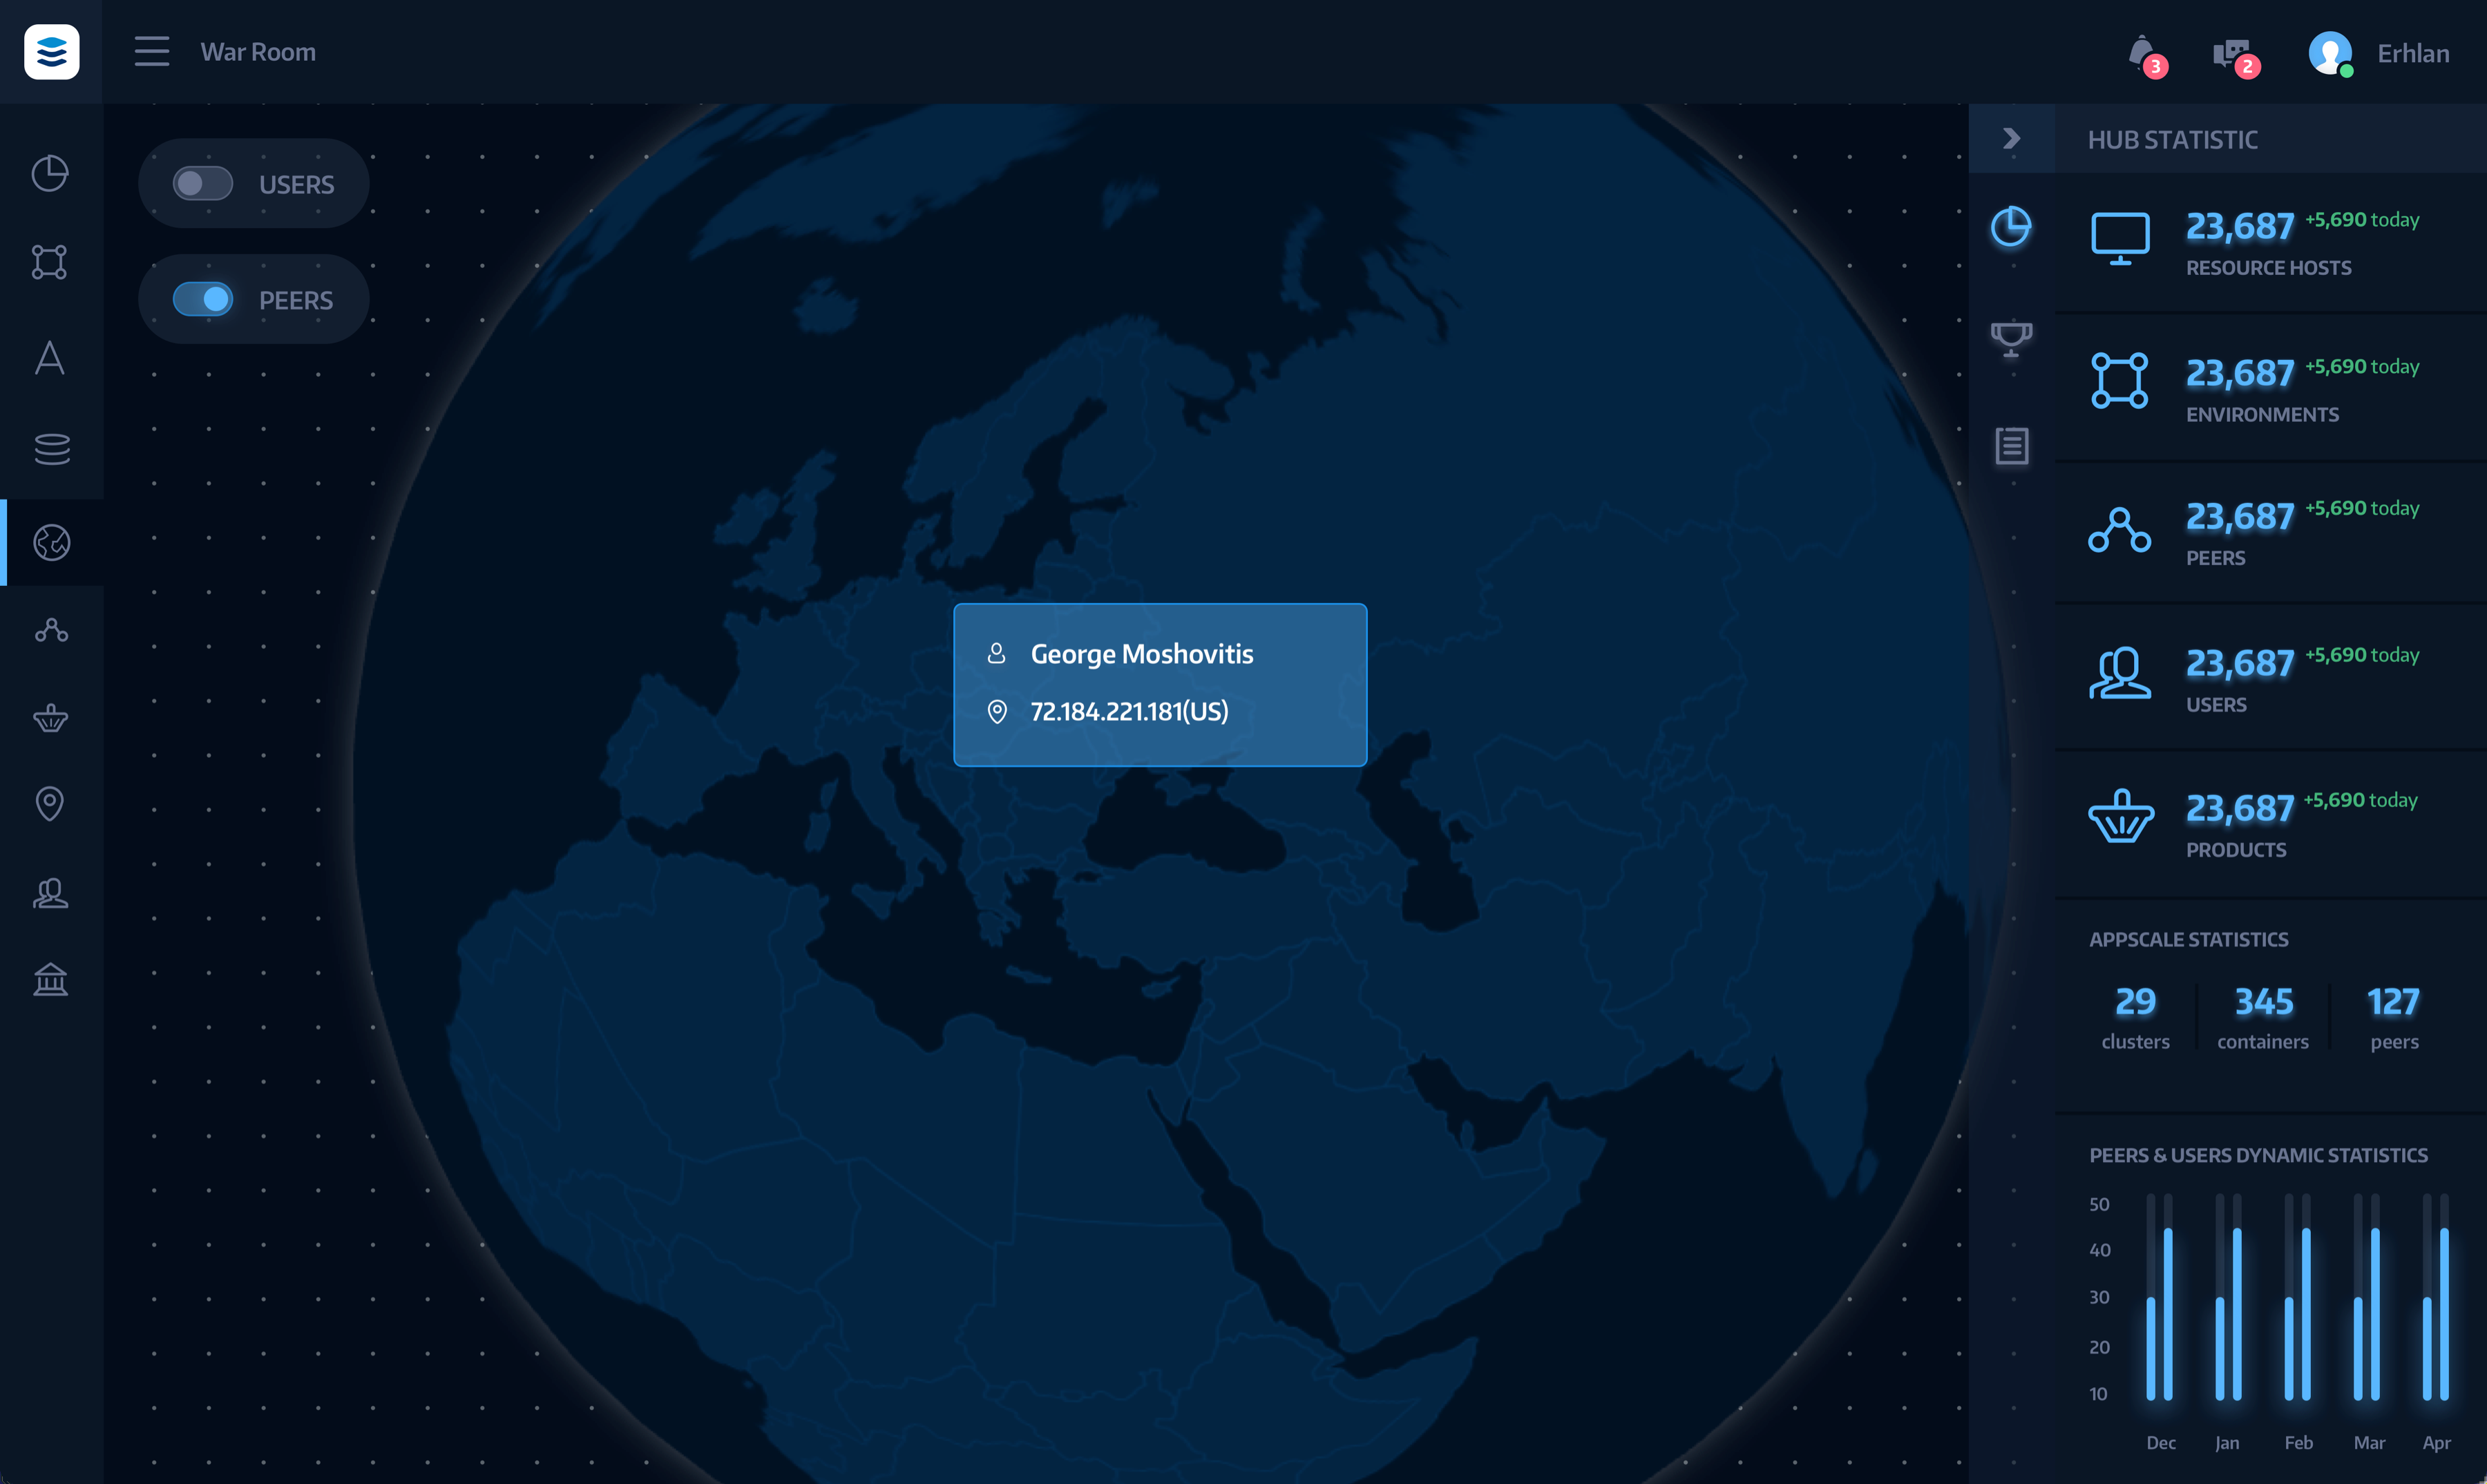 War Room
3
2
Erhlan
USERS
PEERS
George Moshovitis
72.184.221.181(US)
HUB STATISTIC
23,687 +5,690 today
RESOURCE HOSTS
23,687 +5,690 today
ENVIRONMENTS
23,687 +5,690 today
PEERS
23,687 +5,690 today
USERS
23,687 +5,690 today
PRODUCTS
APPSCALE STATISTICS
29 345 127
clusters containers peers
PEERS & USERS DYNAMIC STATISTICS
50
40
30
20
10
Dec Jan Feb Mar Apr